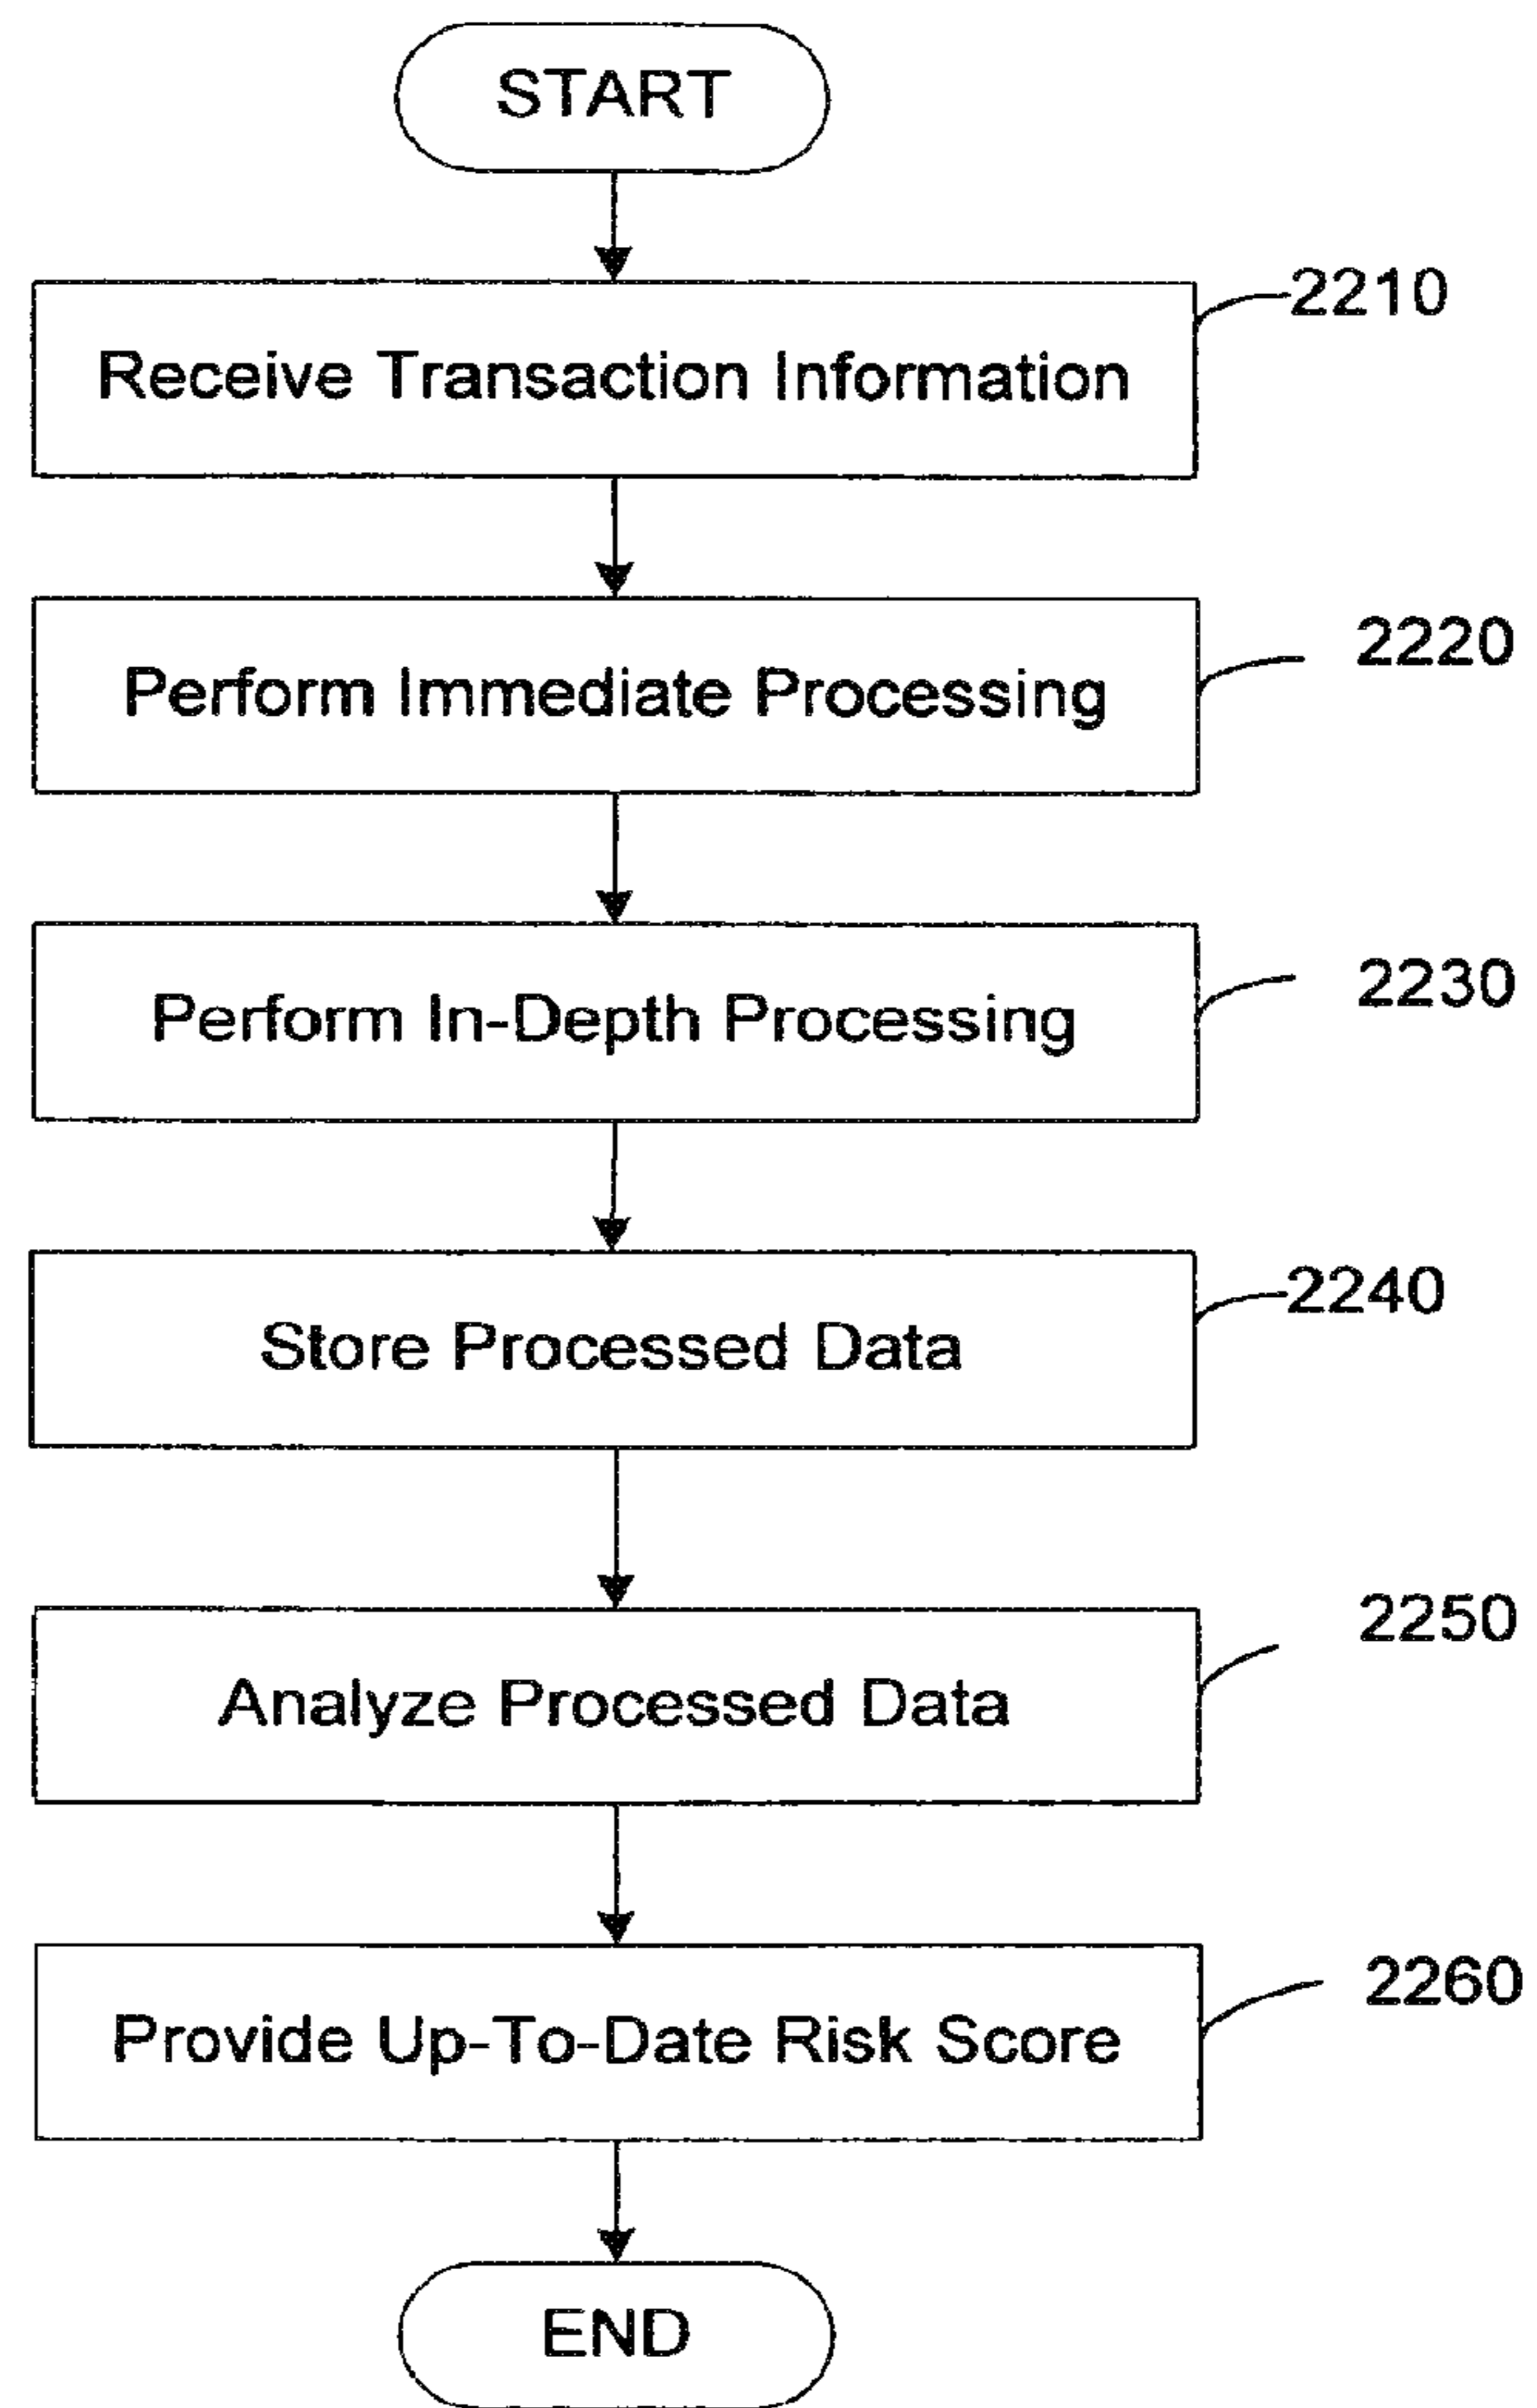 START
2210
Receive Transaction Information
2220
Perform Immediate Processing
2230
Perform In-Depth Processing
2240
Store Processed Data
2250
Analyze Processed Data
2260
Provide Up-To-Date Risk Score
END